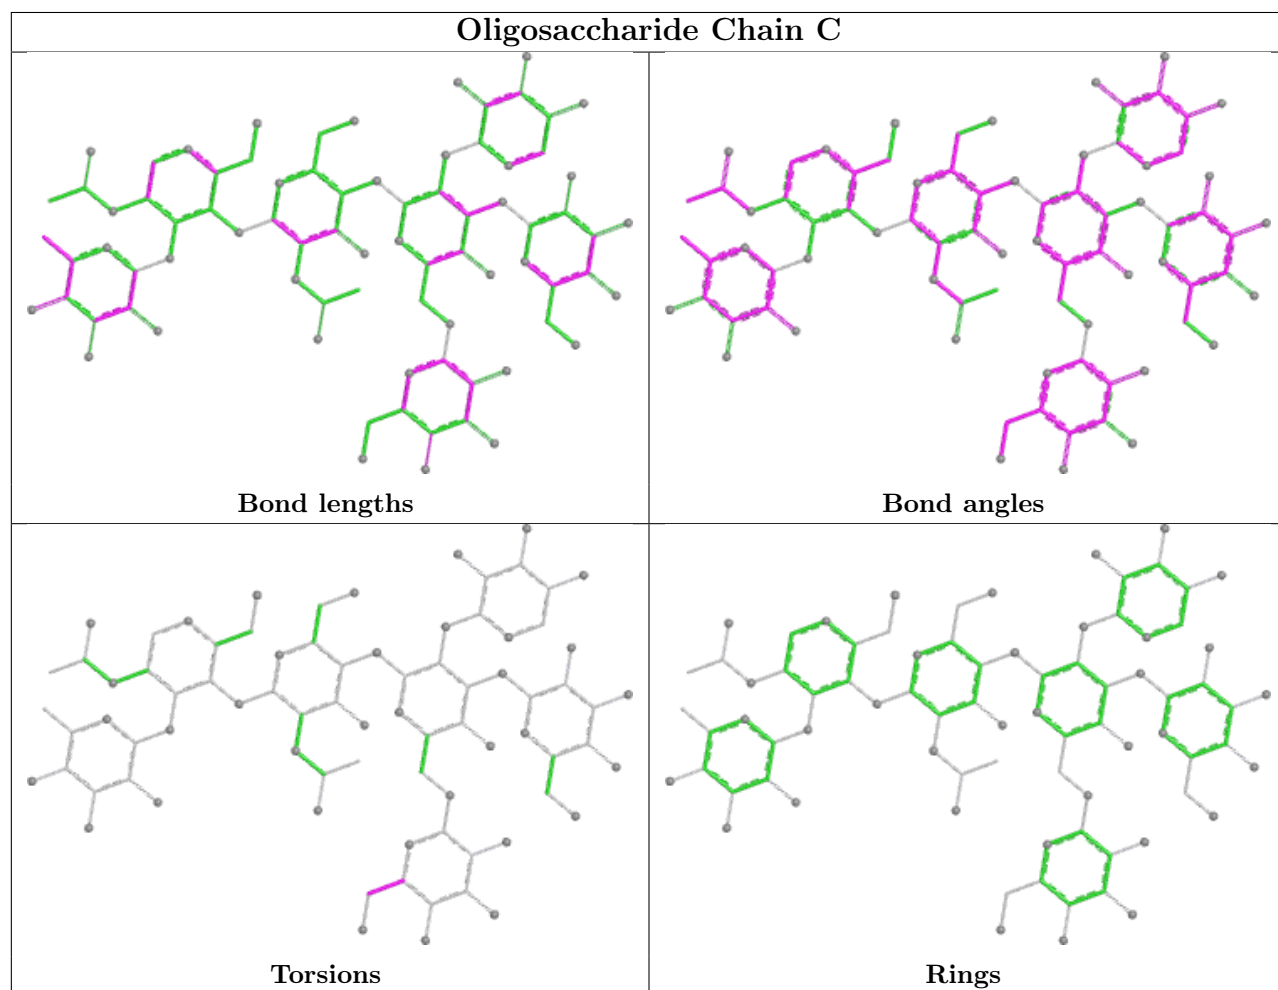 Oligosaccharide Chain C
Bond lengths
Bond angles
Torsions
Rings